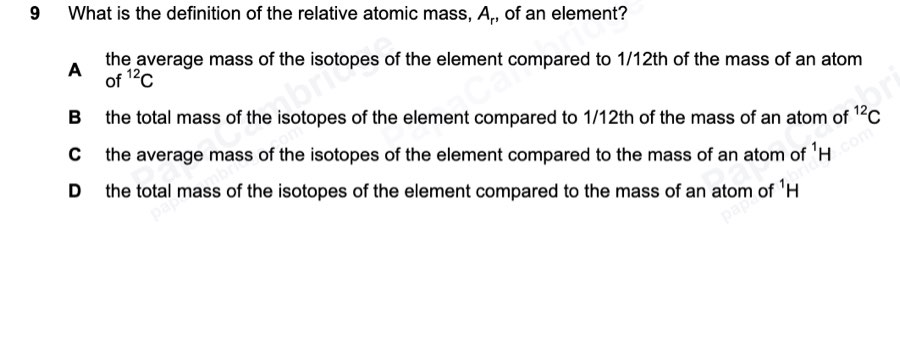 9 What is the definition of the relative atomic mass, Aᵣ, of an element?
A the average mass of the isotopes of the element compared to 1/12th of the mass of an atom
of ¹²C
B the total mass of the isotopes of the element compared to 1/12th of the mass of an atom of ¹²C
C the average mass of the isotopes of the element compared to the mass of an atom of ¹H
D the total mass of the isotopes of the element compared to the mass of an atom of ¹H
PapaCambridge